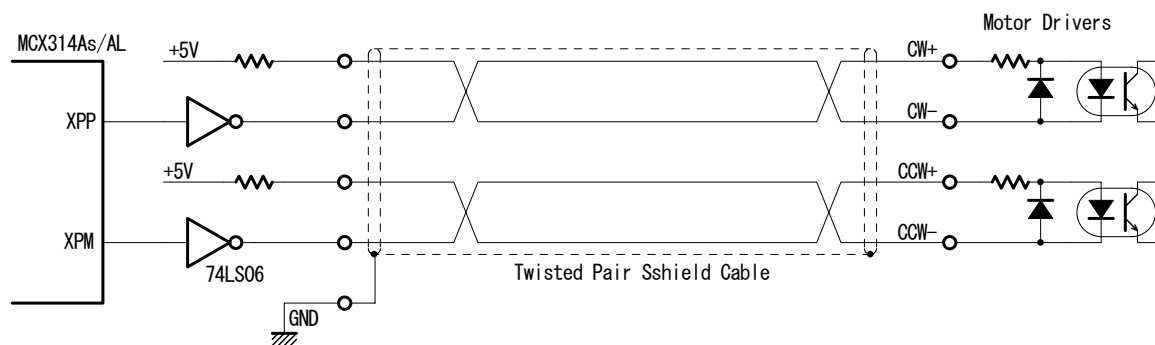 Motor Drivers
MCX314As/AL
+5V
CW+
XPP
CW-
+5V
CCW+
XPM
CCW-
74LS06
Twisted Pair Sshield Cable
GND